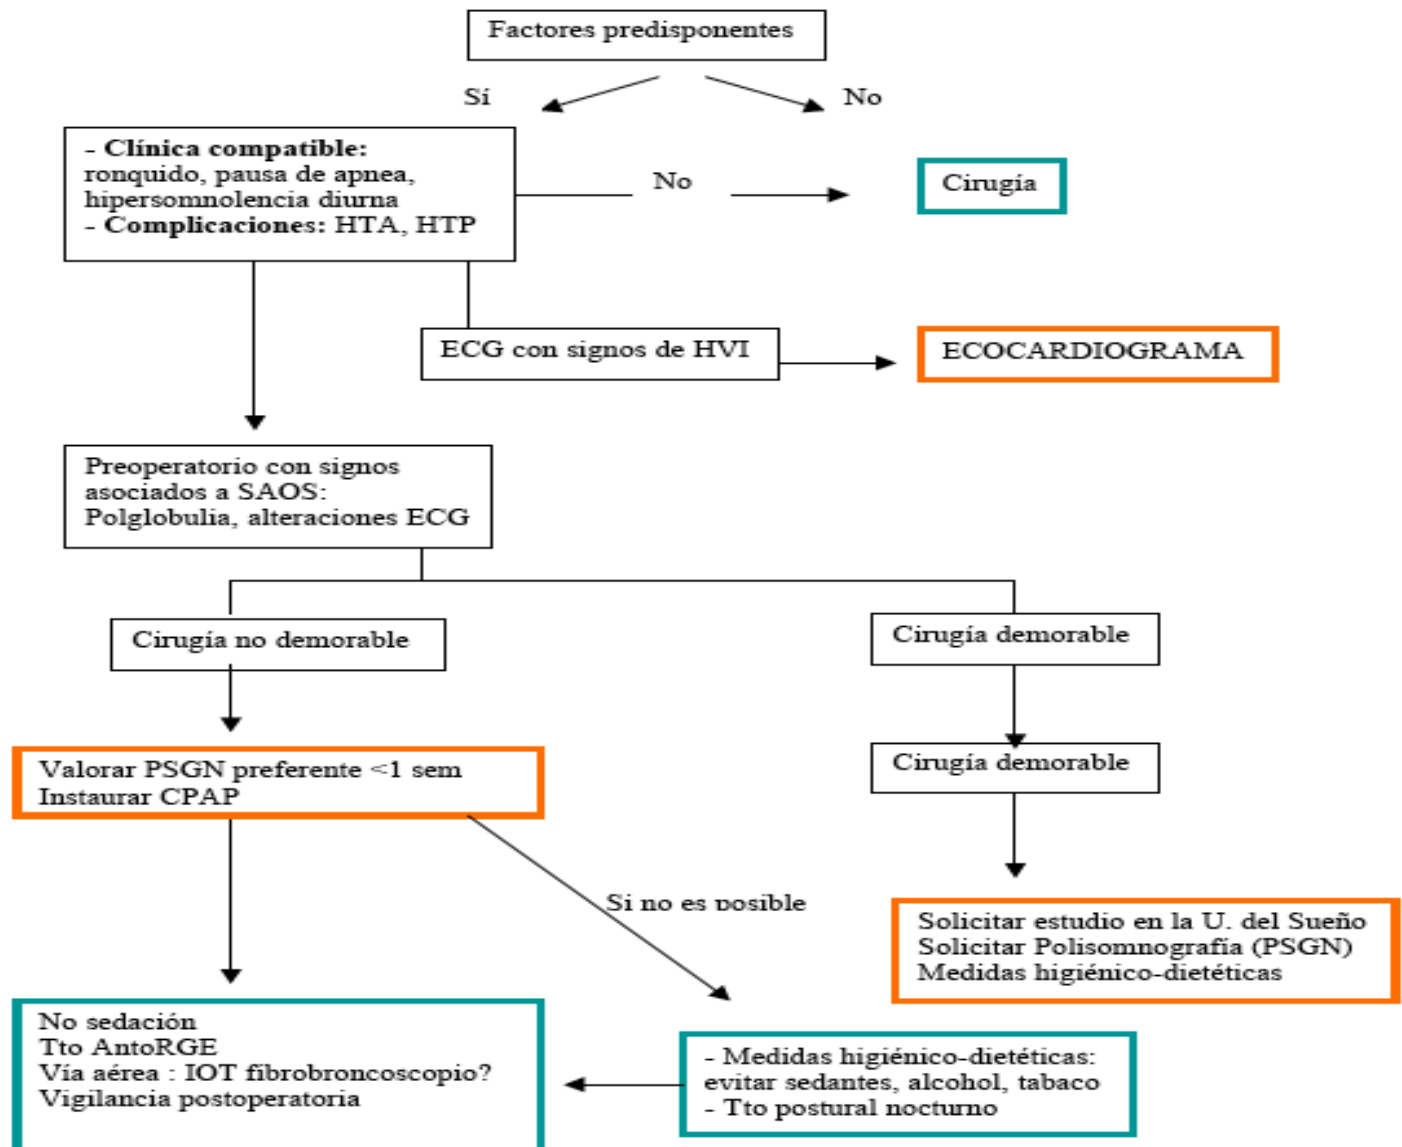 Factores predisponentes
Sí
No
- Clínica compatible:
ronquido, pausa de apnea,
hipersomnolencia diurna
- Complicaciones: HTA, HTP
No
Cirugía
ECG con signos de HVI
ECOCARDIOGRAMA
Preoperatorio con signos
asociados a SAOS:
Polglobulia, alteraciones ECG
Cirugía no demorable
Cirugía demorable
Valorar PSGN preferente <1 sem
Instaurar CPAP
Cirugía demorable
Si no es posible
Solicitar estudio en la U. del Sueño
Solicitar Polisomnografía (PSGN)
Medidas higiénico-dietéticas
No sedación
Tto AntoRGE
Vía aérea : IOT fibrobroncoscopio?
Vigilancia postoperatoria
- Medidas higiénico-dietéticas:
evitar sedantes, alcohol, tabaco
- Tto postural nocturno